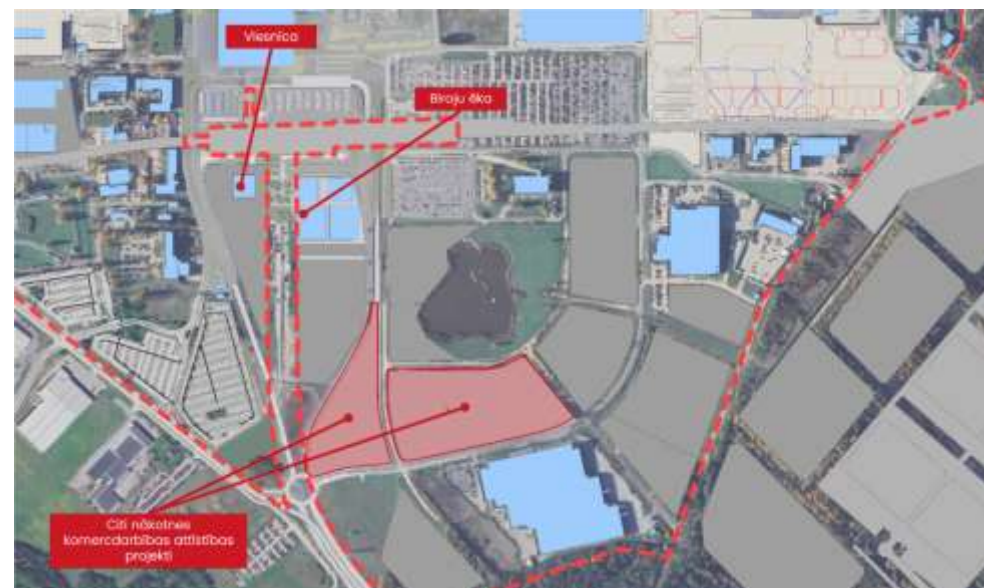 Viesnīca
Biroju ēka
Citi nākotnes
komercdarbības attīstības
projekti